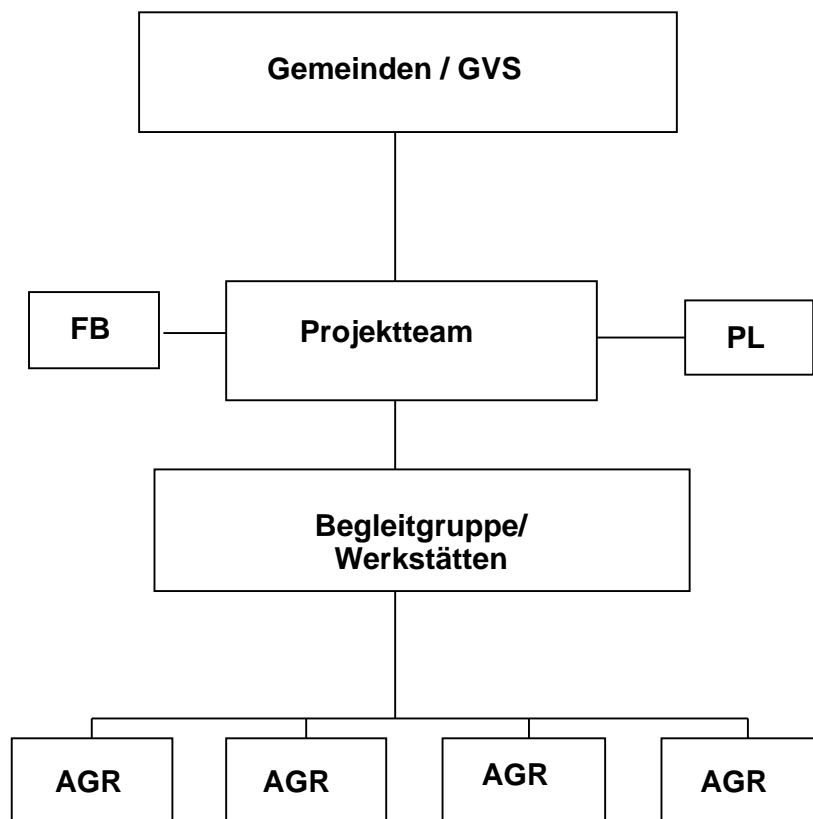 Gemeinden / GVS
FB
Projektteam
PL
Begleitgruppe/
Werkstätten
AGR
AGR
AGR
AGR